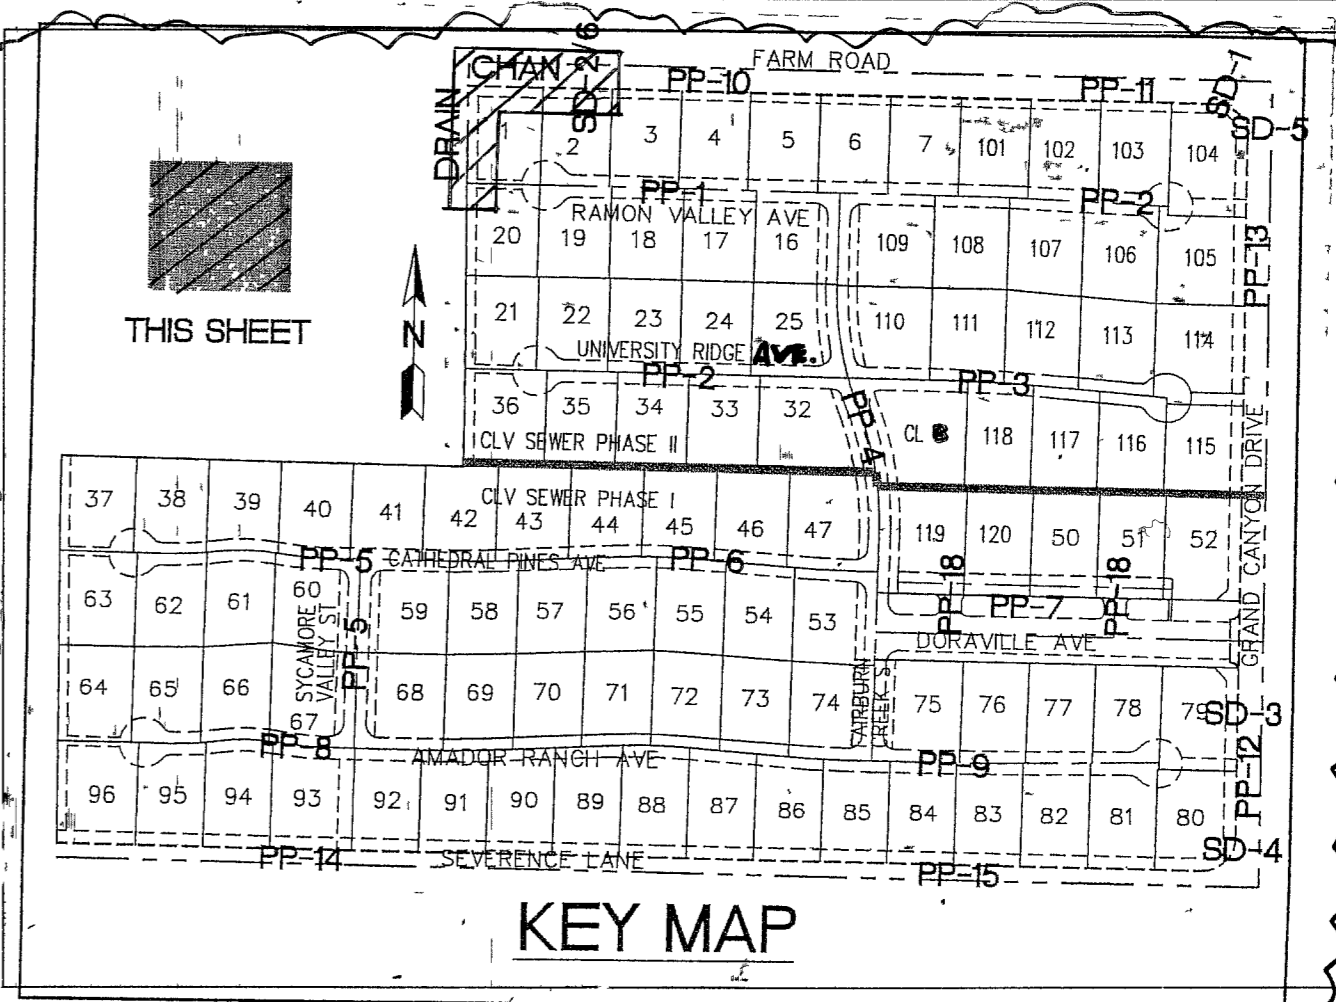 FARM ROAD
CHAN
SD-2/6
PP-10
PP-11
SD-1
SD-5
DRAIN
1 2 3 4 5 6 7 101 102 103 104
PP-1
PP-2
RAMON VALLEY AVE
PP-13
20 19 18 17 16 109 108 107 106 105
THIS SHEET
N
21 22 23 24 25 110 111 112 113 114
UNIVERSITY RIDGE AVE.
PP-2
PP-3
36 35 34 33 32
PP-4
CL B 118 117 116 115
CLV SEWER PHASE II
CLV SEWER PHASE I
GRAND CANYON DRIVE
37 38 39 40 41 42 43 44 45 46 47 119 120 50 51 52
PP-5
CATHEDRAL PINES AVE
PP-6
PP-18
PP-7
PP-18
DORAVILLE AVE
63 62 61 60 59 58 57 56 55 54 53
SYCAMORE
VALLEY ST
PP-5
FAIRBURN
CREEK ST
64 65 66 67 68 69 70 71 72 73 74 75 76 77 78 79
SD-3
PP-8
AMADOR RANCH AVE
PP-9
PP-12
96 95 94 93 92 91 90 89 88 87 86 85 84 83 82 81 80
SD-4
PP-14
SEVERENCE LANE
PP-15
KEY MAP